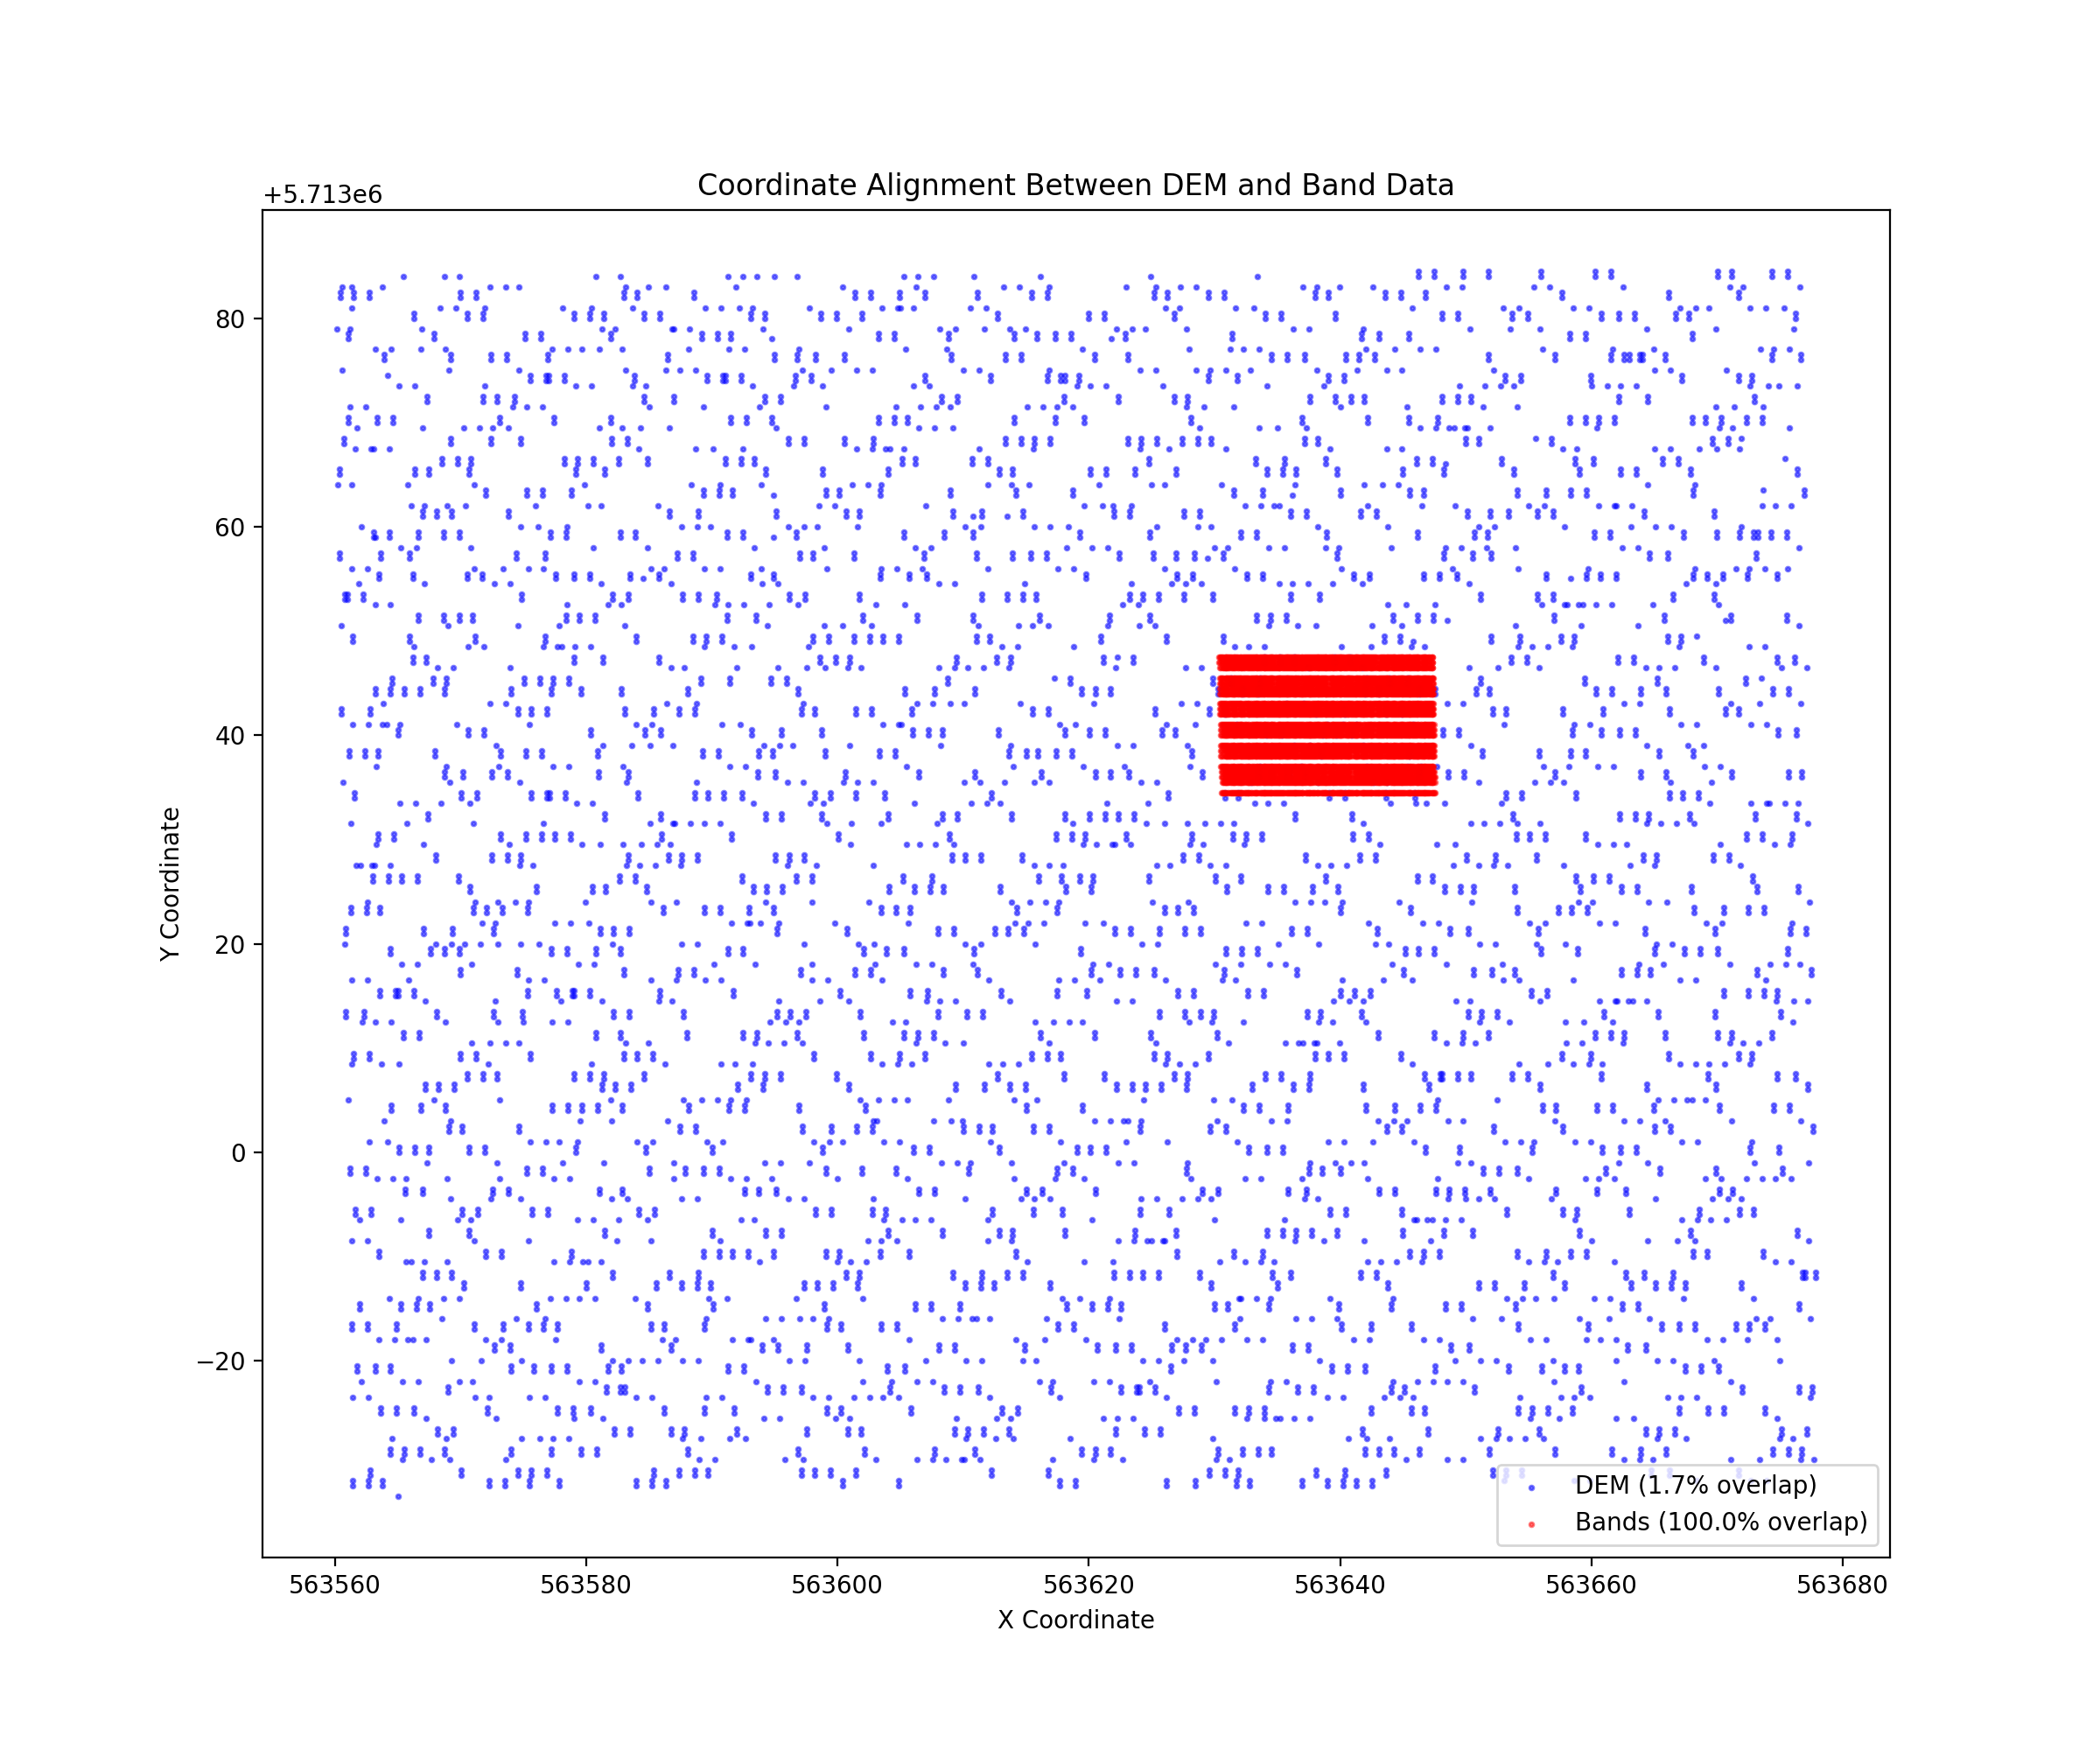 Coordinate Alignment Between DEM and Band Data
+5.713e6
80
60
40
20
0
−20
Y Coordinate
563560 563580 563600 563620 563640 563660 563680
X Coordinate
DEM (1.7% overlap)
Bands (100.0% overlap)